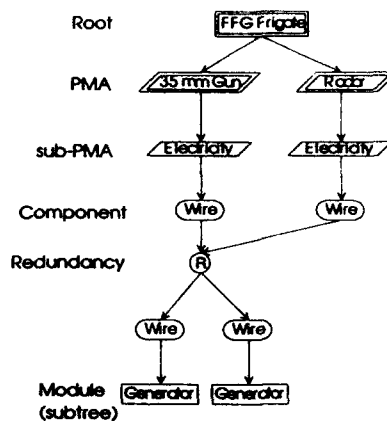 Root FFG Frigate
PMA 35 mm Gun Radar
sub-PMA Electricity Electricity
Component Wire Wire
Redundancy R
Wire Wire
Module Generator Generator
(subtree)